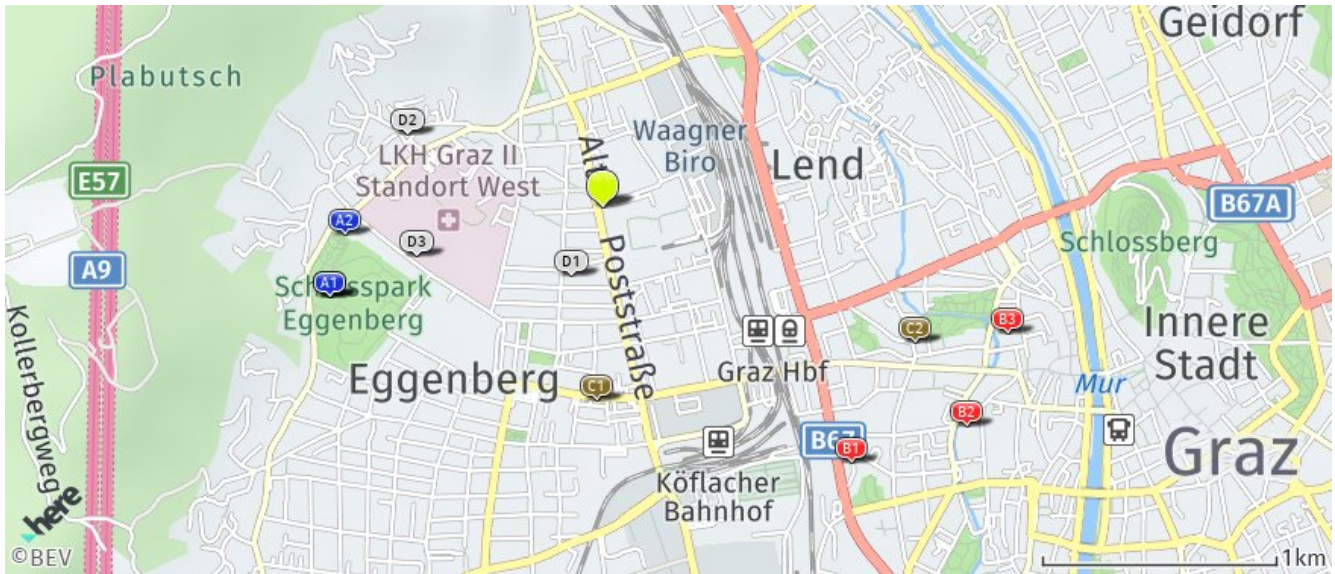 Geidorf
Plabutsch
D2
Waagner
Biro
LKH Graz II
Standort West
Lend
E57
B67A
A2
D3
Schlossberg
A9
D1
A1
Eggenberg
Alte Poststraße
B3
C2
Innere
Stadt
Kollerbergweg
Graz Hbf
Mur
Eggenberg
C1
B2
B67
B1
Graz
Köflacher
Bahnhof
here
©BEV
1km